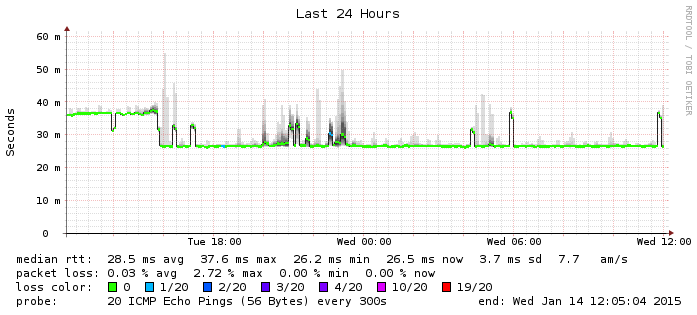 Last 24 Hours
RRDTOOL / TOBI OETIKER
60 m
50 m
40 m
30 m
20 m
10 m
0
Seconds
Tue 18:00 Wed 00:00 Wed 06:00 Wed 12:00
median rtt: 28.5 ms avg 37.6 ms max 26.2 ms min 26.5 ms now 3.7 ms sd 7.7 am/s
packet loss: 0.03 % avg 2.72 % max 0.00 % min 0.00 % now
loss color: 0 1/20 2/20 3/20 4/20 10/20 19/20
probe: 20 ICMP Echo Pings (56 Bytes) every 300s end: Wed Jan 14 12:05:04 2015